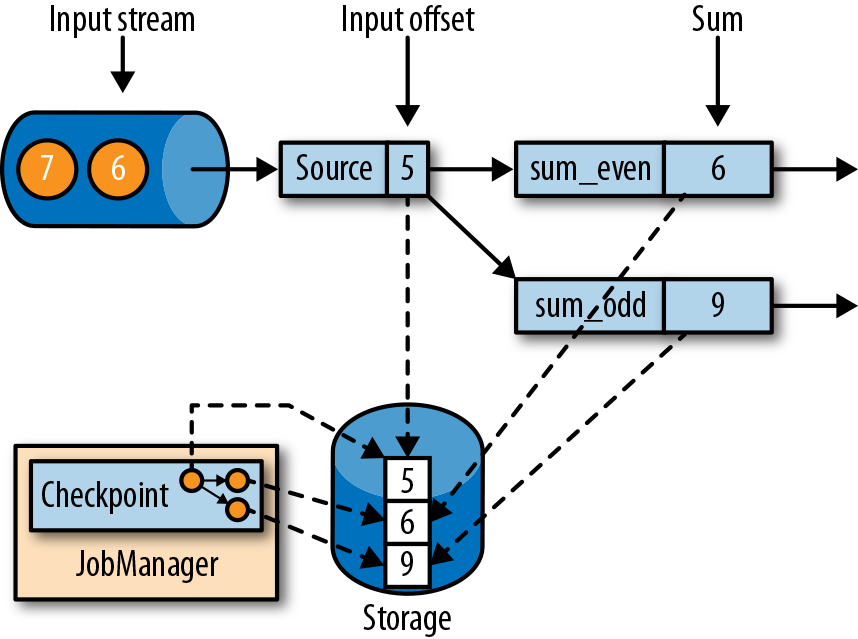 Input stream
Input offset
Sum
7
6
Source
5
sum_even
6
sum_odd
9
Checkpoint
JobManager
5
6
9
Storage